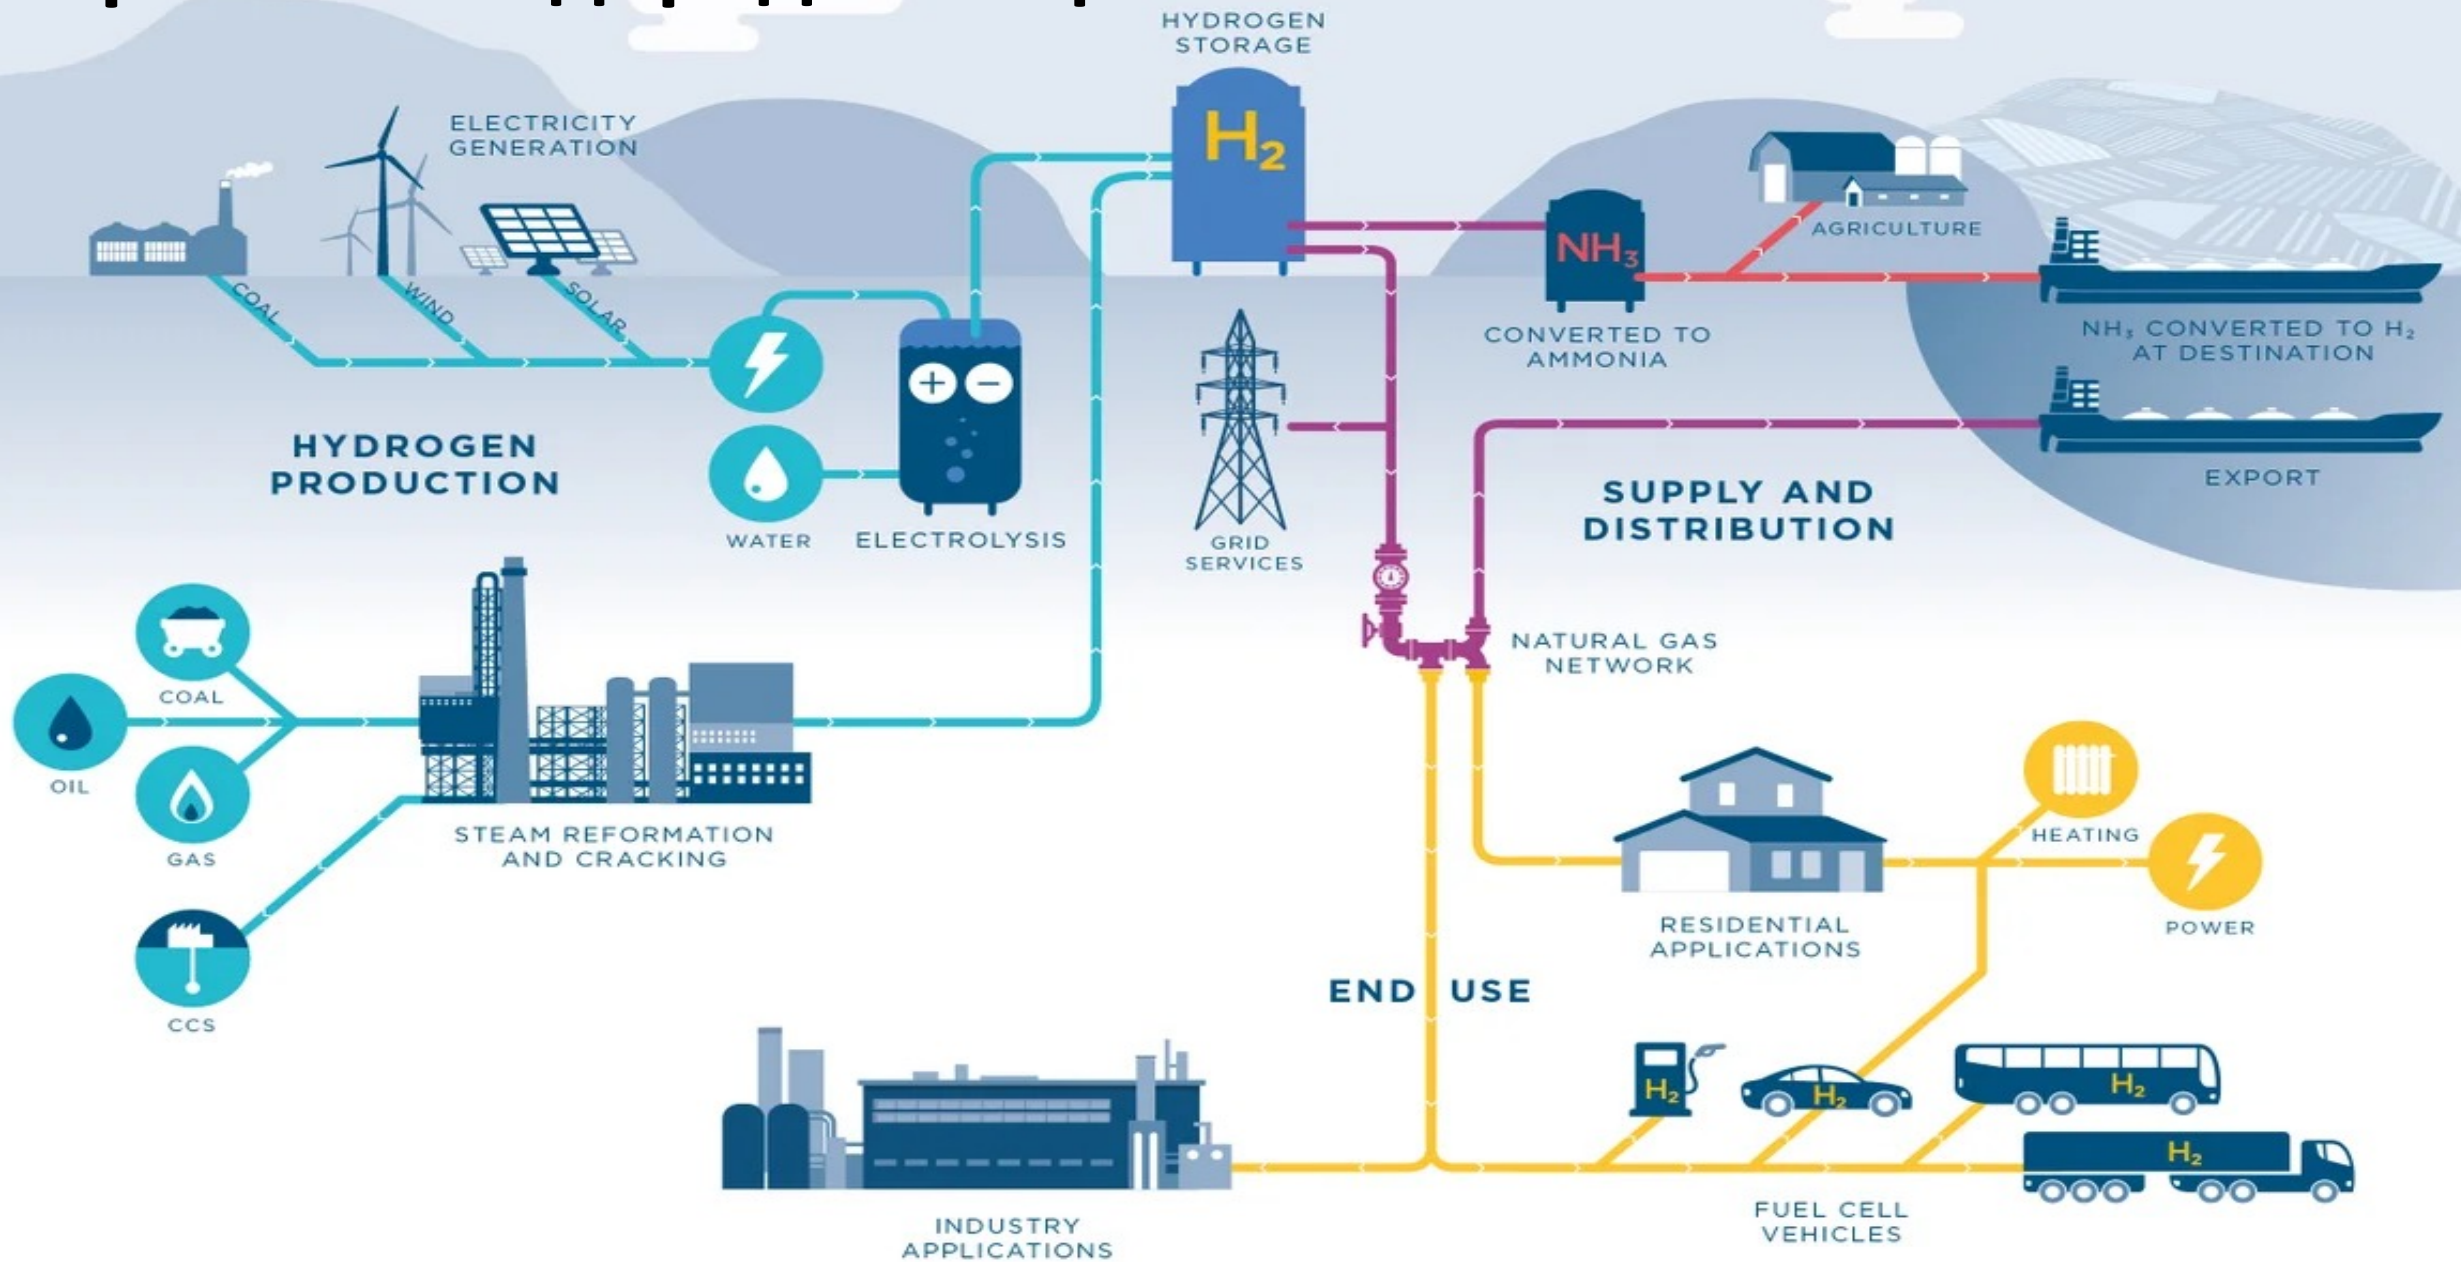 HYDROGEN
STORAGE
H₂
ELECTRICITY
GENERATION
COAL
WIND
SOLAR
HYDROGEN
PRODUCTION
WATER
+ −
ELECTROLYSIS
COAL
OIL
GAS
CCS
STEAM REFORMATION
AND CRACKING
NH₃
CONVERTED TO
AMMONIA
AGRICULTURE
NH₃ CONVERTED TO H₂
AT DESTINATION
EXPORT
SUPPLY AND
DISTRIBUTION
GRID
SERVICES
NATURAL GAS
NETWORK
END USE
RESIDENTIAL
APPLICATIONS
HEATING
POWER
INDUSTRY
APPLICATIONS
H₂
H₂
H₂
H₂
FUEL CELL
VEHICLES